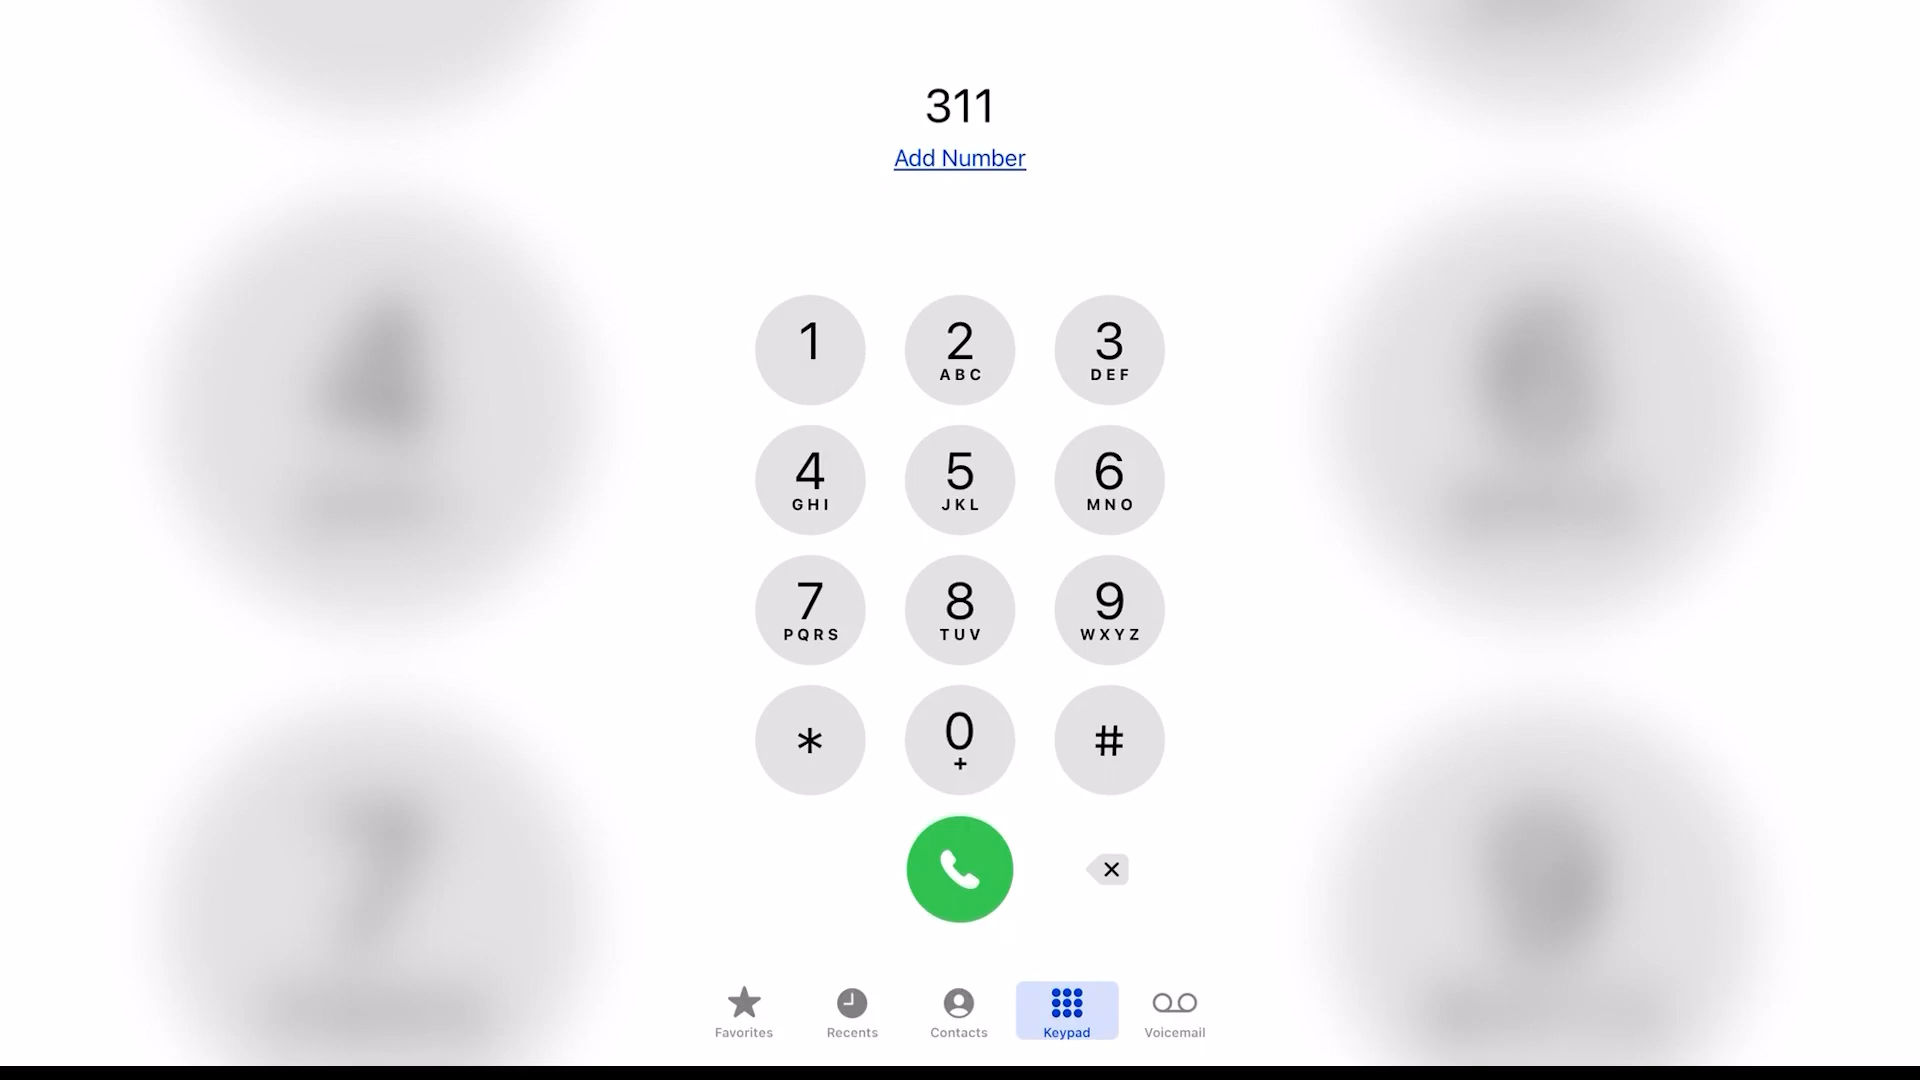 311
Add Number
1 2 3
ABC DEF
4 5 6
GHI JKL MNO
7 8 9
PQRS TUV WXYZ
* 0 #
+
Favorites Recents Contacts Keypad Voicemail